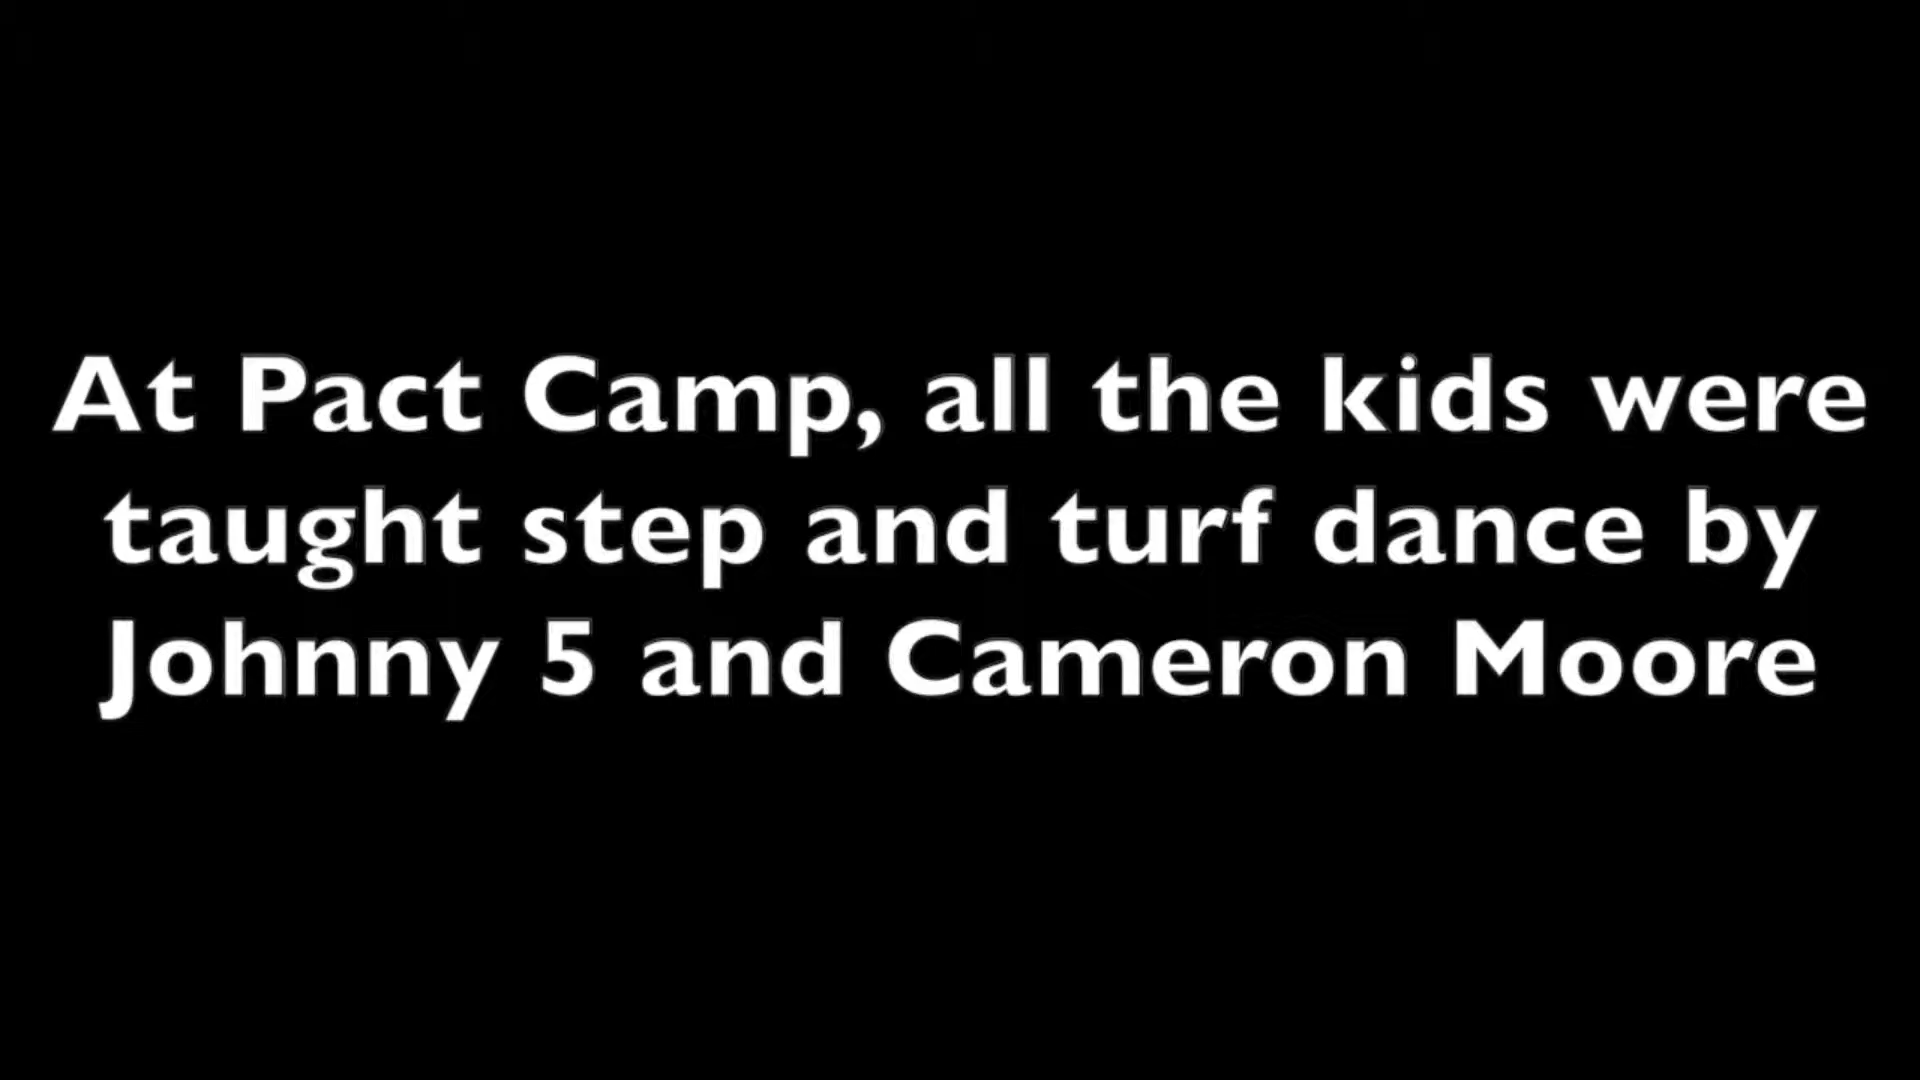 At Pact Camp, all the kids were
taught step and turf dance by
Johnny 5 and Cameron Moore